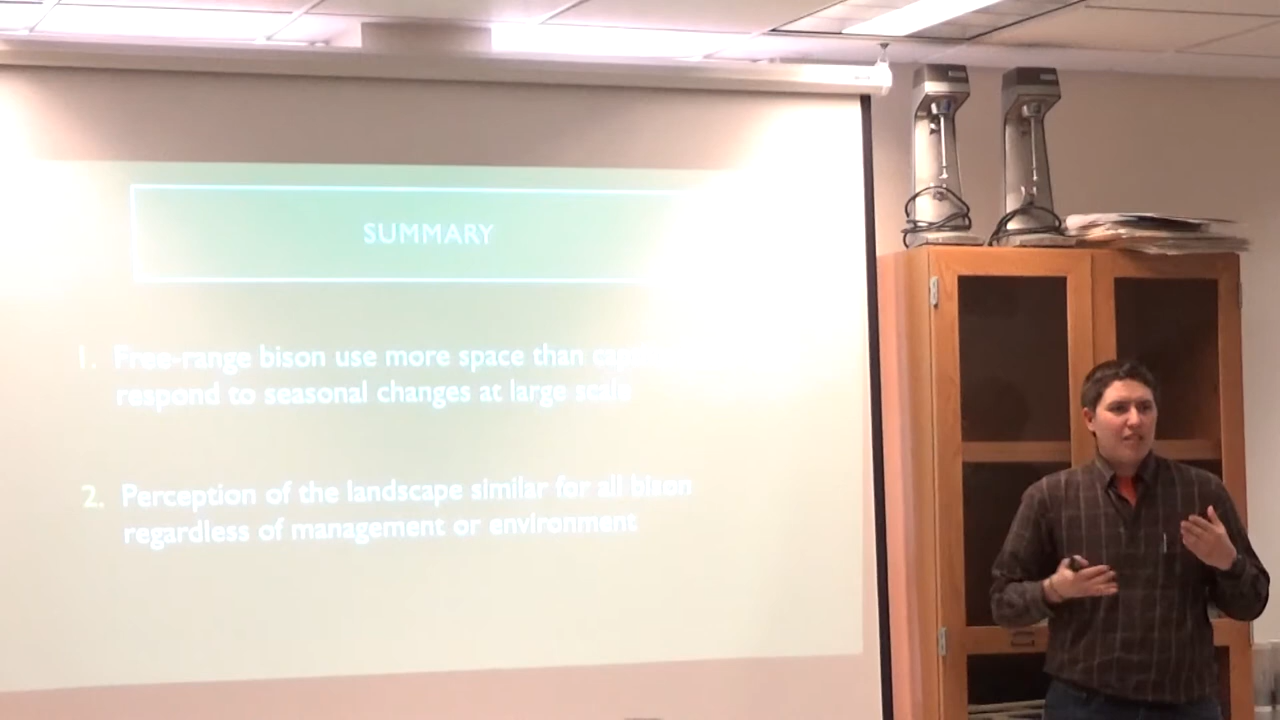 SUMMARY
1. Free-range bison use more space than
respond to seasonal changes at large scale
2. Perception of the landscape similar for all bison
regardless of management or environment